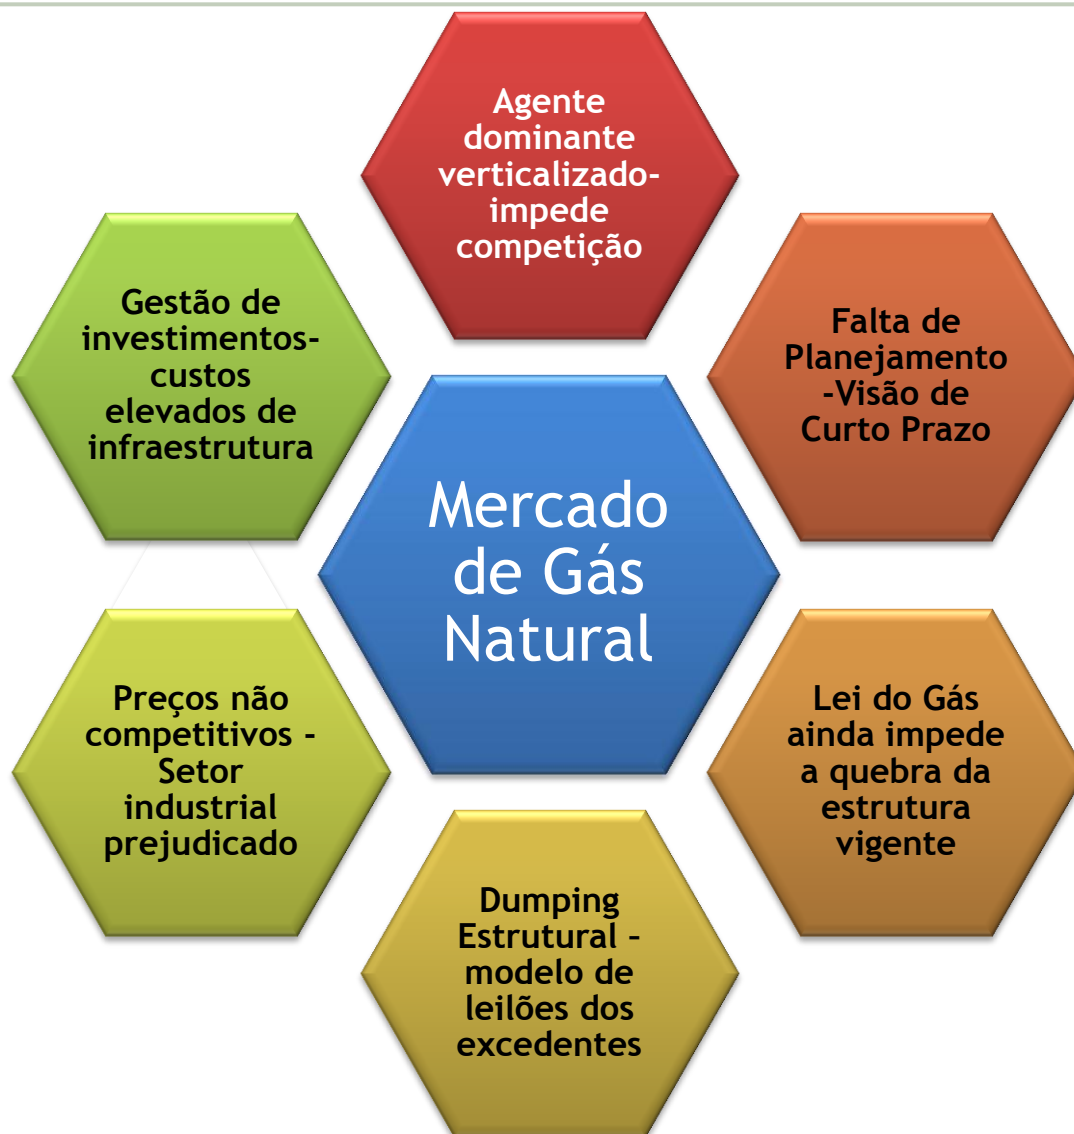 Agente
dominante
verticalizado-
impede
competição
Falta de
Planejamento
-Visão de
Curto Prazo
Lei do Gás
ainda impede
a quebra da
estrutura
vigente
Dumping
Estrutural –
modelo de
leilões dos
excedentes
Preços não
competitivos –
Setor
industrial
prejudicado
Gestão de
investimentos-
custos
elevados de
infraestrutura
Mercado
de Gás
Natural